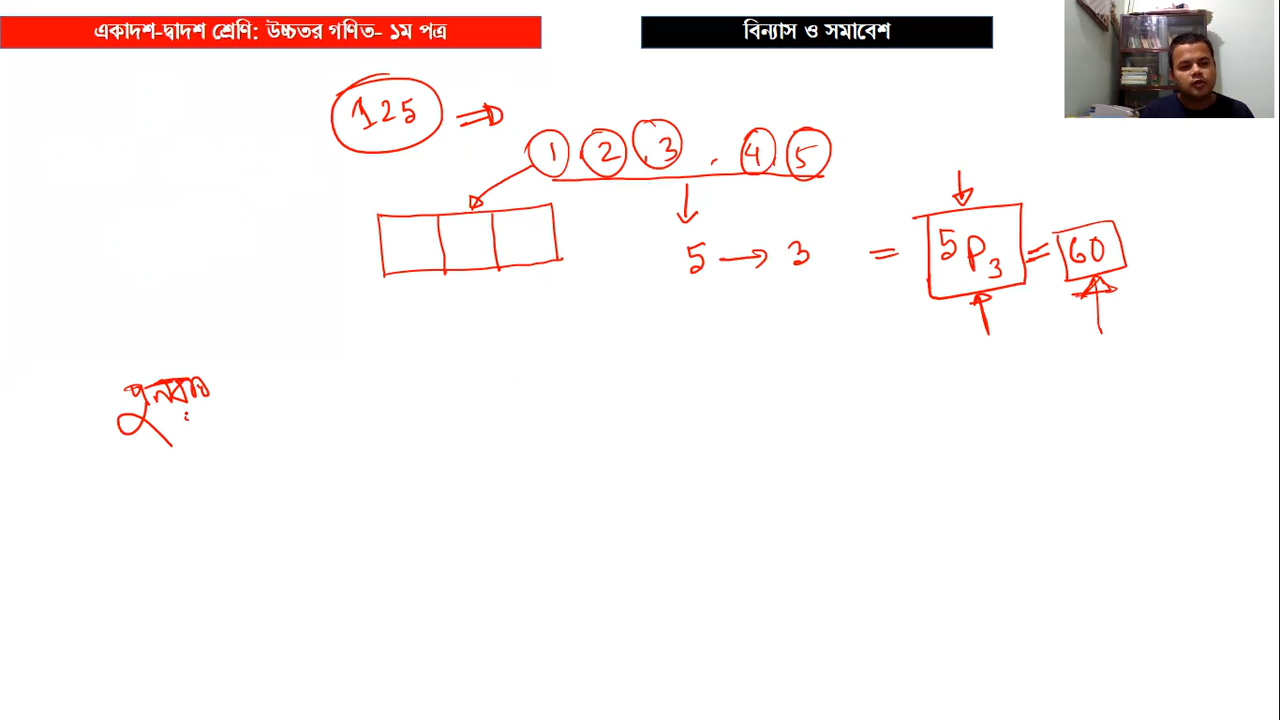 একাদশ-দ্বাদশ শ্রেণি: উচ্চতর গণিত- ১ম পত্র
বিন্যাস ও সমাবেশ
125 ⇒
1, 2, 3, 4, 5
5 → 3 = 5P3 = 60